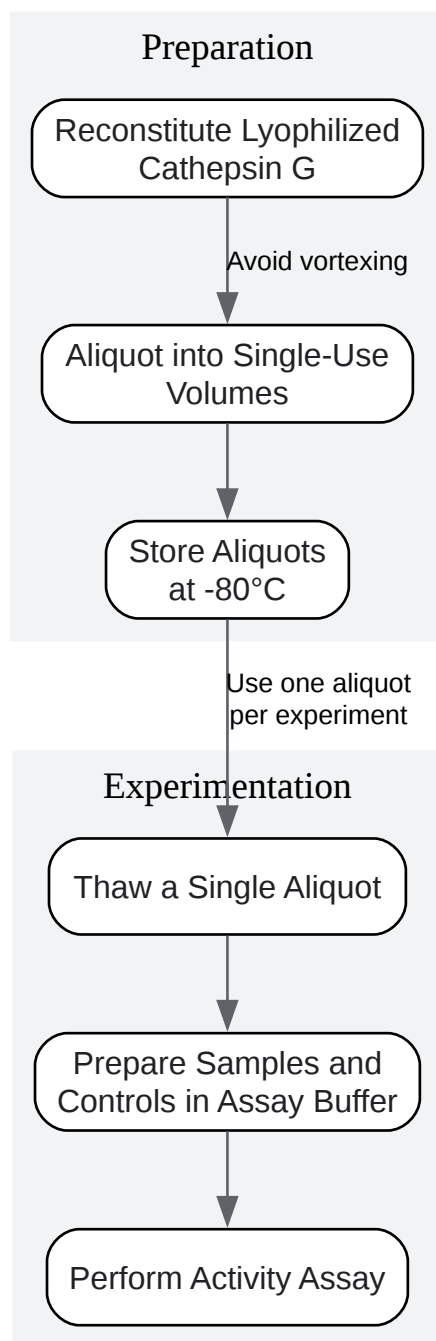 Preparation
Reconstitute Lyophilized
Cathepsin G
Avoid vortexing
Aliquot into Single-Use
Volumes
Store Aliquots
at -80°C
Use one aliquot
per experiment
Experimentation
Thaw a Single Aliquot
Prepare Samples and
Controls in Assay Buffer
Perform Activity Assay